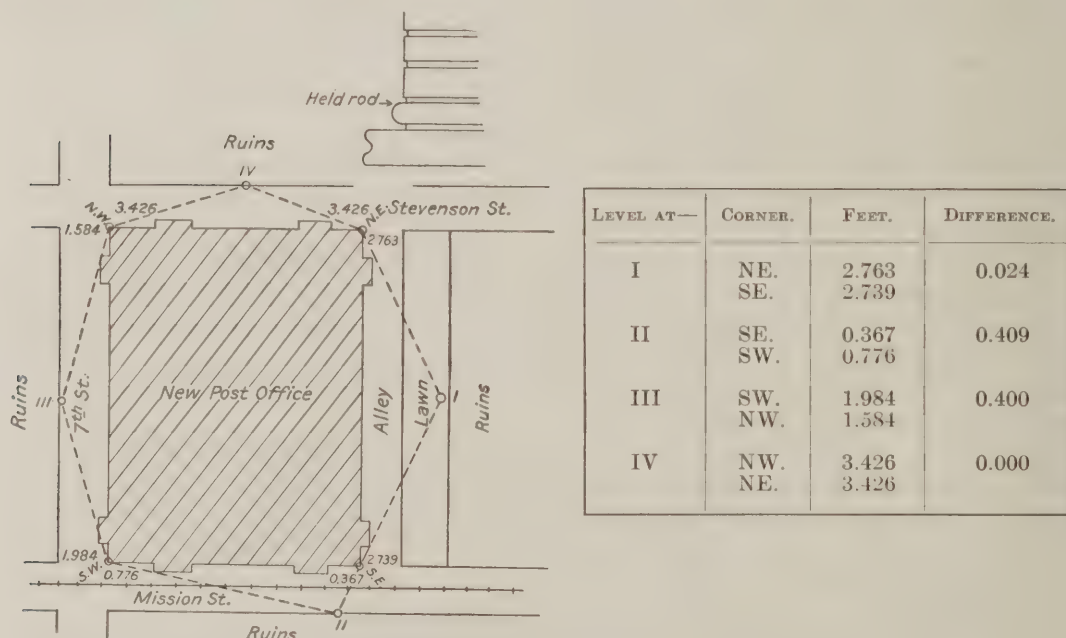 Held rod
Ruins
IV
N.W. 3.426 3.426 N.E. Stevenson St.
1.584 2.763
Ruins III 7th St. New Post Office Alley Lawn I Ruins
1.984 2.739
S.W. 0.776 0.367 S.E.
Mission St.
II
Ruins
LEVEL AT— CORNER. FEET. DIFFERENCE.
I NE. 2.763 0.024
SE. 2.739
II SE. 0.367 0.409
SW. 0.776
III SW. 1.984 0.400
NW. 1.584
IV NW. 3.426 0.000
NE. 3.426